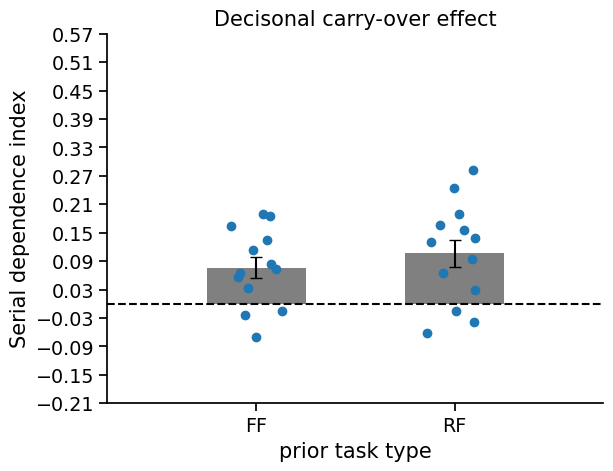 Decisonal carry-over effect
Serial dependence index
0.57
0.51
0.45
0.39
0.33
0.27
0.21
0.15
0.09
0.03
−0.03
−0.09
−0.15
−0.21
FF
RF
prior task type